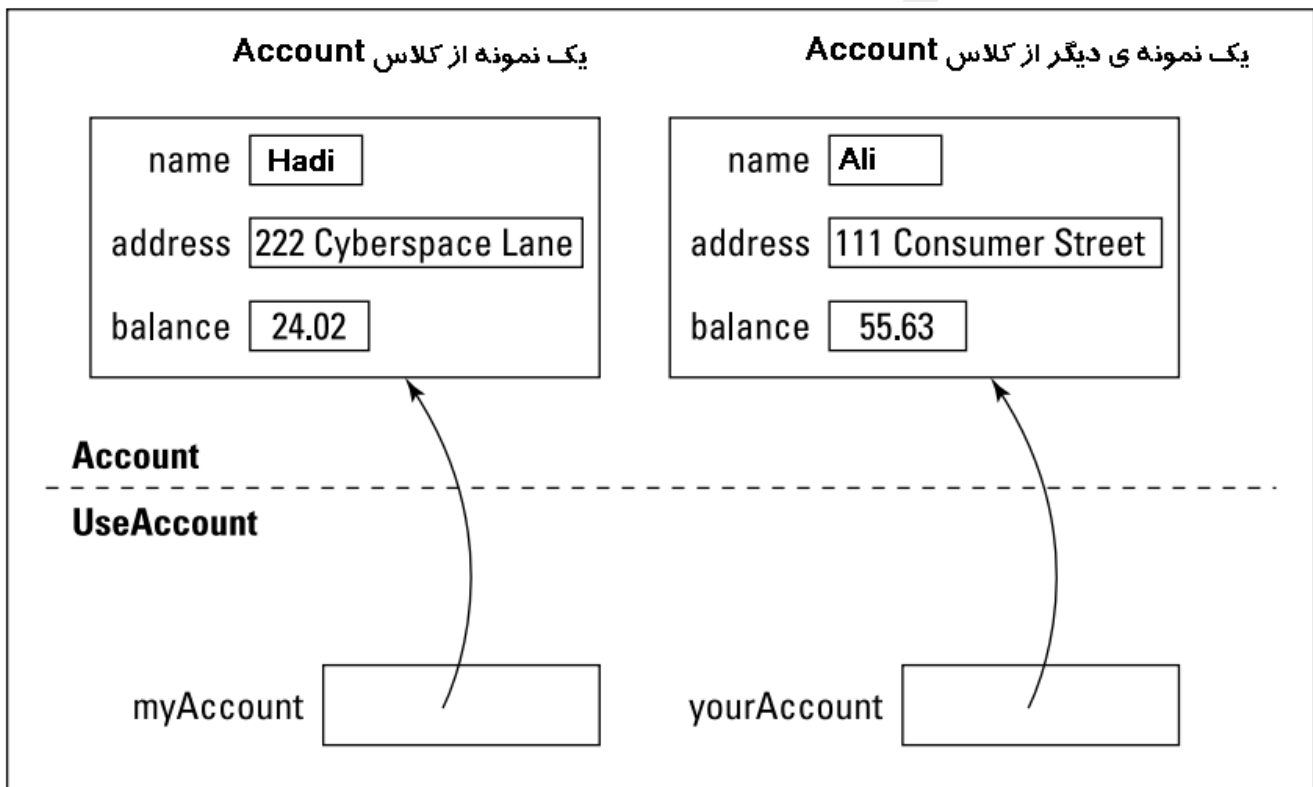 یک نمونه از کلاس Account
یک نمونه ی دیگر از کلاس Account
name Hadi
address 222 Cyberspace Lane
balance 24.02
name Ali
address 111 Consumer Street
balance 55.63
Account
UseAccount
myAccount
yourAccount